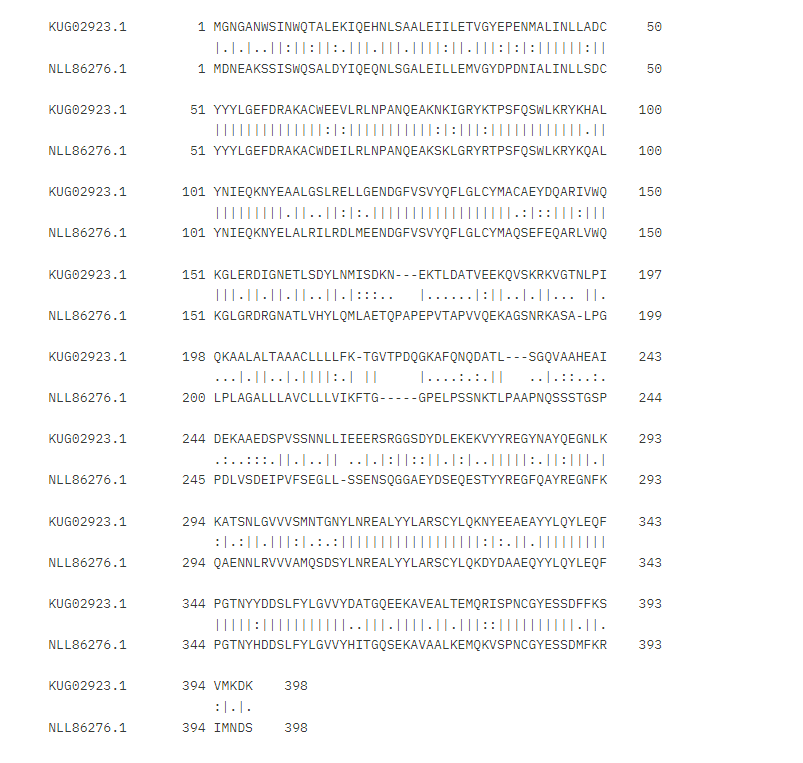 KUG02923.1 1 MGNGANWSINWQTALEKIQEHNLSAALEIILETVGYEPENMALINLLADC 50
|.|.|..||:||:||:.|||.|||.||||:||.|||:|:|:||||||:||
NLL86276.1 1 MDNEAKSSISWQSALDYIQEQNLSGALEILLEMVGYDPDNIALINLLSDC 50
KUG02923.1 51 YYYLGEFDRAKACWEEVLRLNPANQEAKNKIGRYKTPSFQSWLKRYKHAL 100
||||||||||||||:|:|||||||||||:|:|||:||||||||||||.||
NLL86276.1 51 YYYLGEFDRAKACWDEILRLNPANQEAKSKLGRYRTPSFQSWLKRYKQAL 100
KUG02923.1 101 YNIEQKNYEAALGSLRELLGENDGFVSVYQFLGLCYMACAEYDQARIVWQ 150
|||||||||.||..||:|:.||||||||||||||||||.:|::|||:|||
NLL86276.1 101 YNIEQKNYELALRILRDLMEENDGFVSVYQFLGLCYMAQSEFEQARLVWQ 150
KUG02923.1 151 KGLERDIGNETLSDYLNMISDKN---EKTLDATVEEKQVSKRKVGTNLPI 197
|||.||.||.||..||.|:::..   |......|:||..|.||... ||.
NLL86276.1 151 KGLGRDRGNATLVHYLQMLAETQPAPEPVTAPVVQEKAGSNRKASA-LPG 199
KUG02923.1 198 QKAALALTAAACLLLLFK-TGVTPDQGKAFQNQDATL---SGQVAAHEAI 243
...|.||..|.||||:.| ||     |....:.:.||   ..|.::..:.
NLL86276.1 200 LPLAGALLLAVCLLLVIKFTG-----GPELPSSNKTLPAAPNQSSSTGSP 244
KUG02923.1 244 DEKAAEDSPVSSNNLLIEEERSRGGSDYDLEKEKVYYREGYNAYQEGNLK 293
.:..:::.||.|..|| ..|.|:||::||.|:|..|||||:.||:|||.|
NLL86276.1 245 PDLVSDEIPVFSEGLL-SSENSQGGAEYDSEQESTYYREGFQAYREGNFK 293
KUG02923.1 294 KATSNLGVVVSMNTGNYLNREALYYLARSCYLQKNYEEAEAYYLQYLEQF 343
:|.:||.|||:|.:.:||||||||||||||||||:|:.||.|||||||||
NLL86276.1 294 QAENNLRVVVAMQSDSYLNREALYYLARSCYLQKDYDAAEQYYLQYLEQF 343
KUG02923.1 344 PGTNYYDDSLFYLGVVYDATGQEEKAVEALTEMQRISPNCGYESSDFFKS 393
|||||:|||||||||||..|||.||||.||.|||::||||||||||.||.
NLL86276.1 344 PGTNYHDDSLFYLGVVYHITGQSEKAVAALKEMQKVSPNCGYESSDMFKR 393
KUG02923.1 394 VMKDK 398
:|.|.
NLL86276.1 394 IMNDS 398